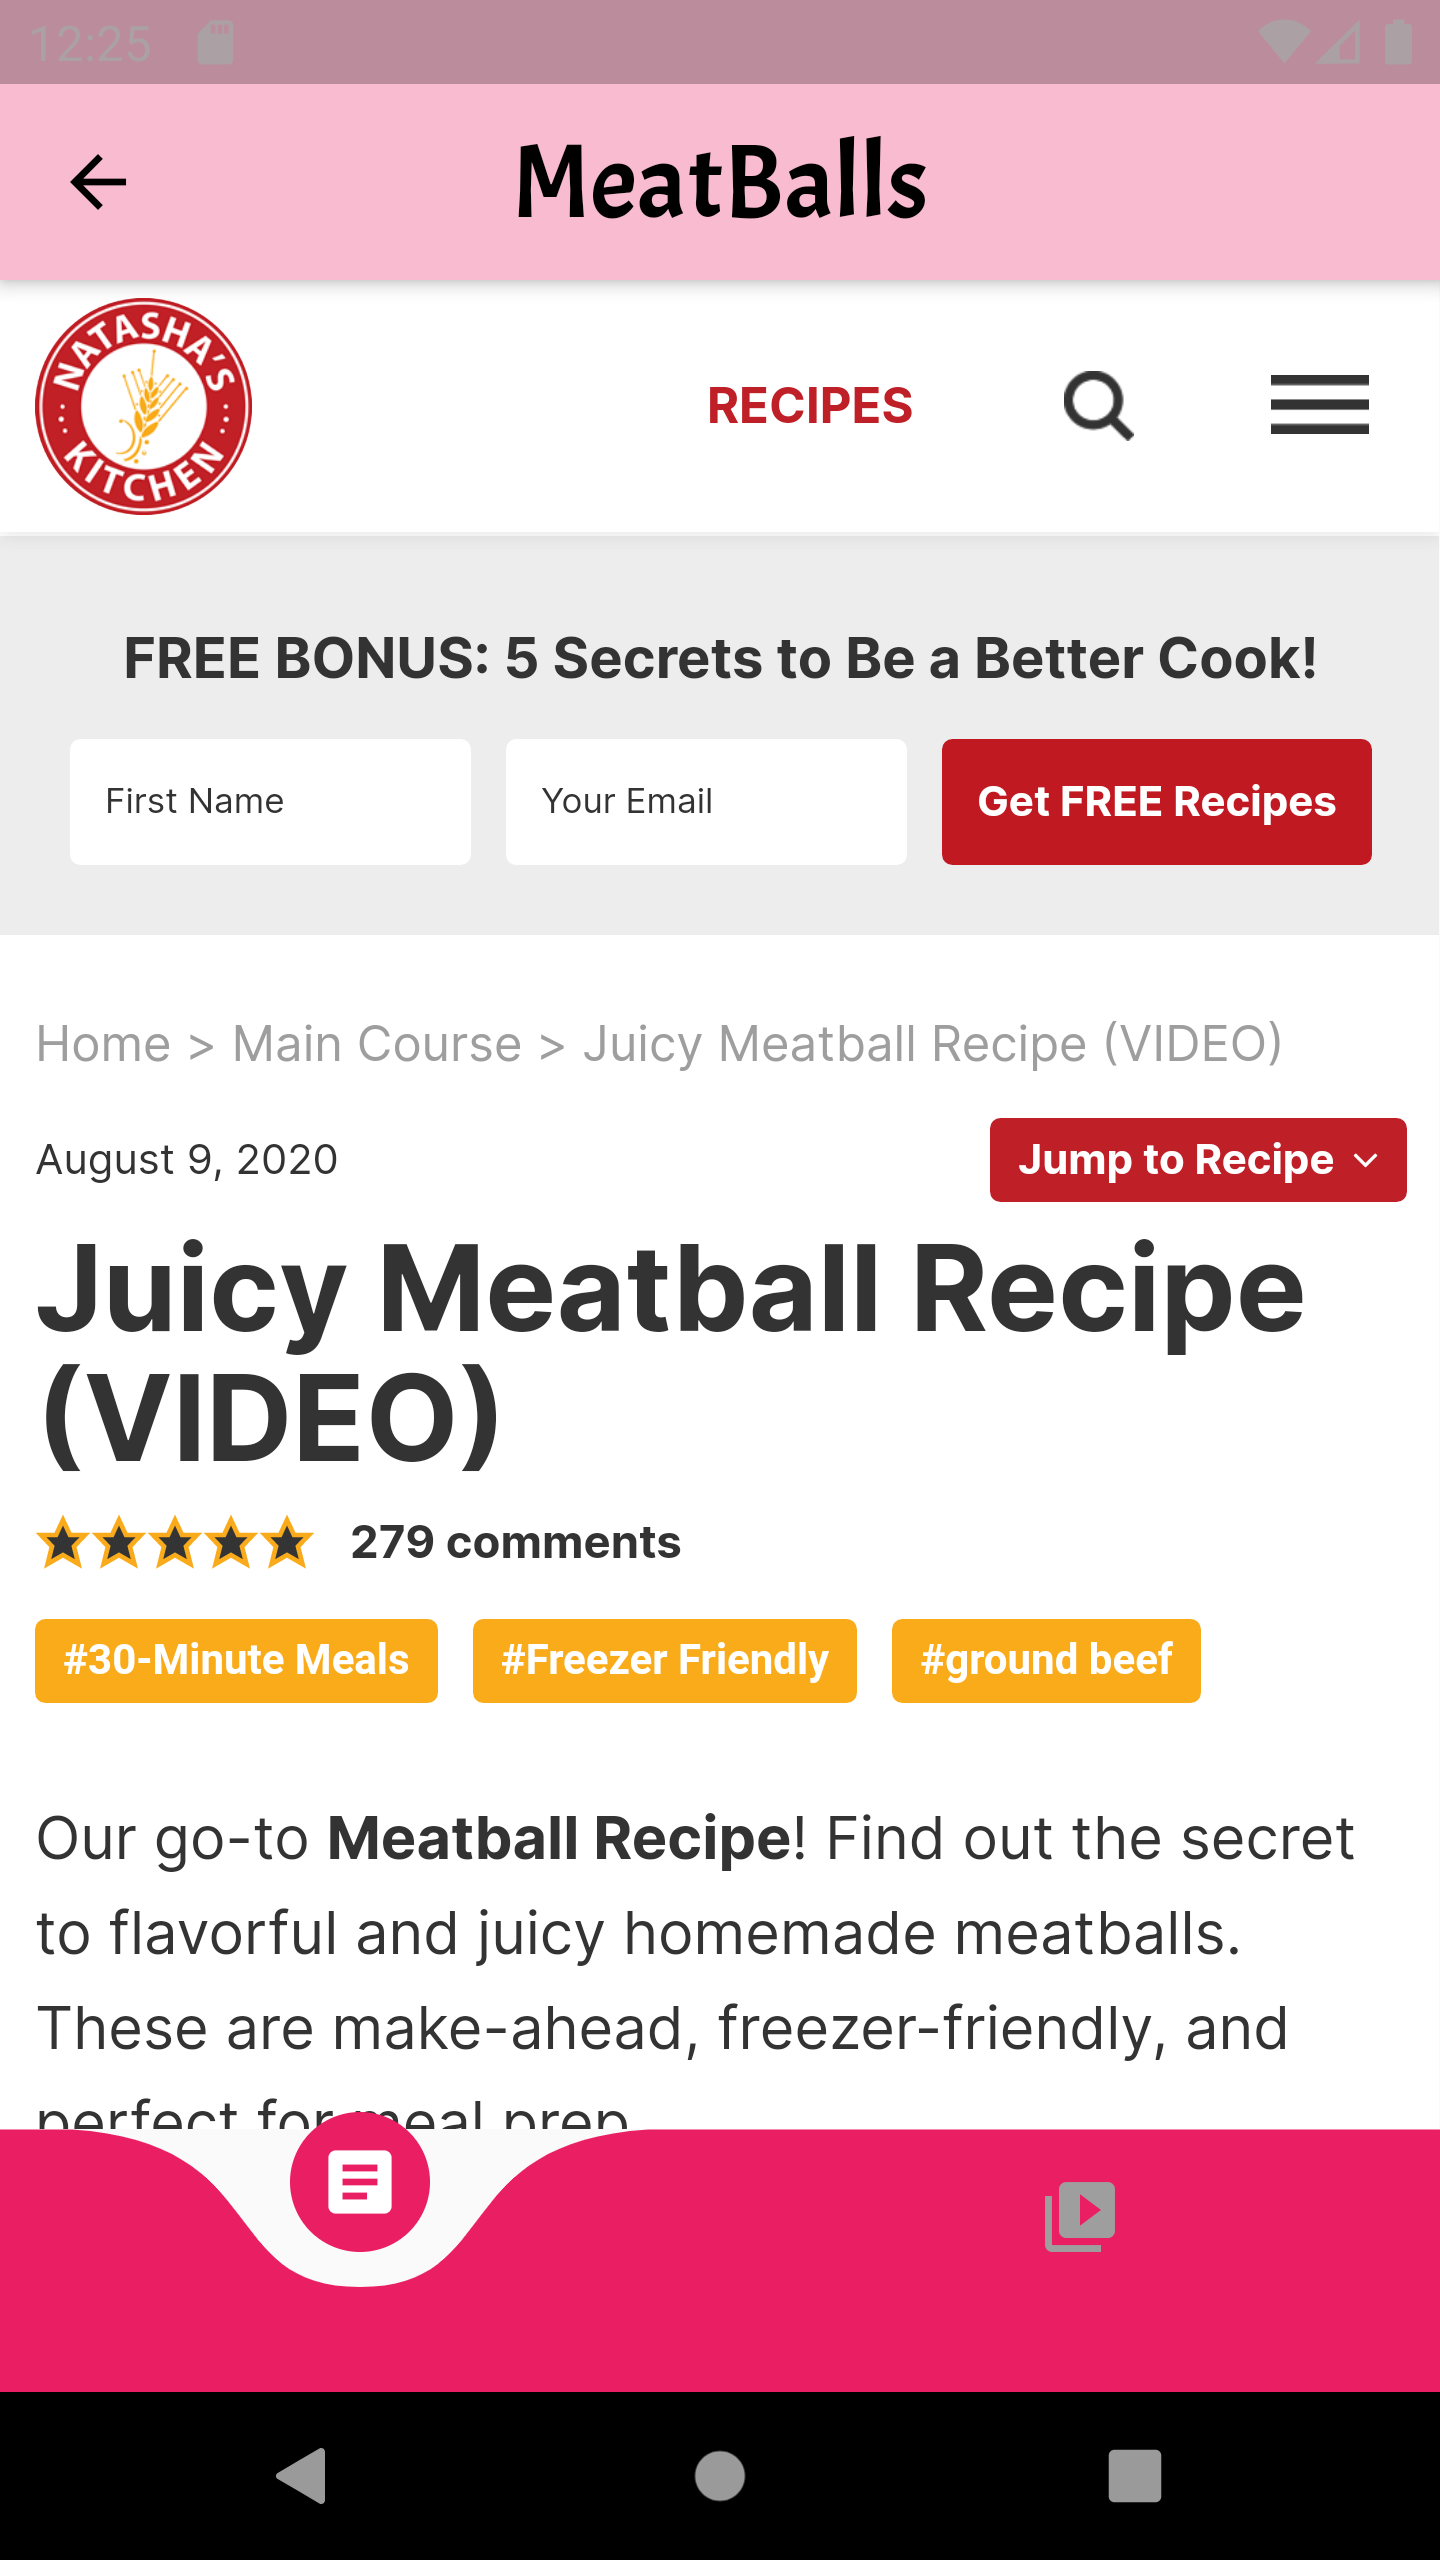 12:25
MeatBalls
NATASHA'S
KITCHEN
RECIPES
FREE BONUS: 5 Secrets to Be a Better Cook!
First Name
Your Email
Get FREE Recipes
Home > Main Course > Juicy Meatball Recipe (VIDEO)
August 9, 2020
Jump to Recipe
Juicy Meatball Recipe
(VIDEO)
279 comments
#30-Minute Meals
#Freezer Friendly
#ground beef
Our go-to Meatball Recipe! Find out the secret
to flavorful and juicy homemade meatballs.
These are make-ahead, freezer-friendly, and
perfect for meal prep